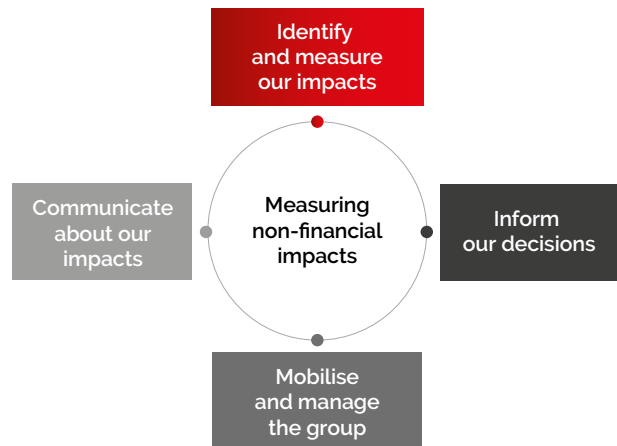 Identify
and measure
our impacts
Communicate
about our
impacts
Measuring
non-financial
impacts
Inform
our decisions
Mobilise
and manage
the group